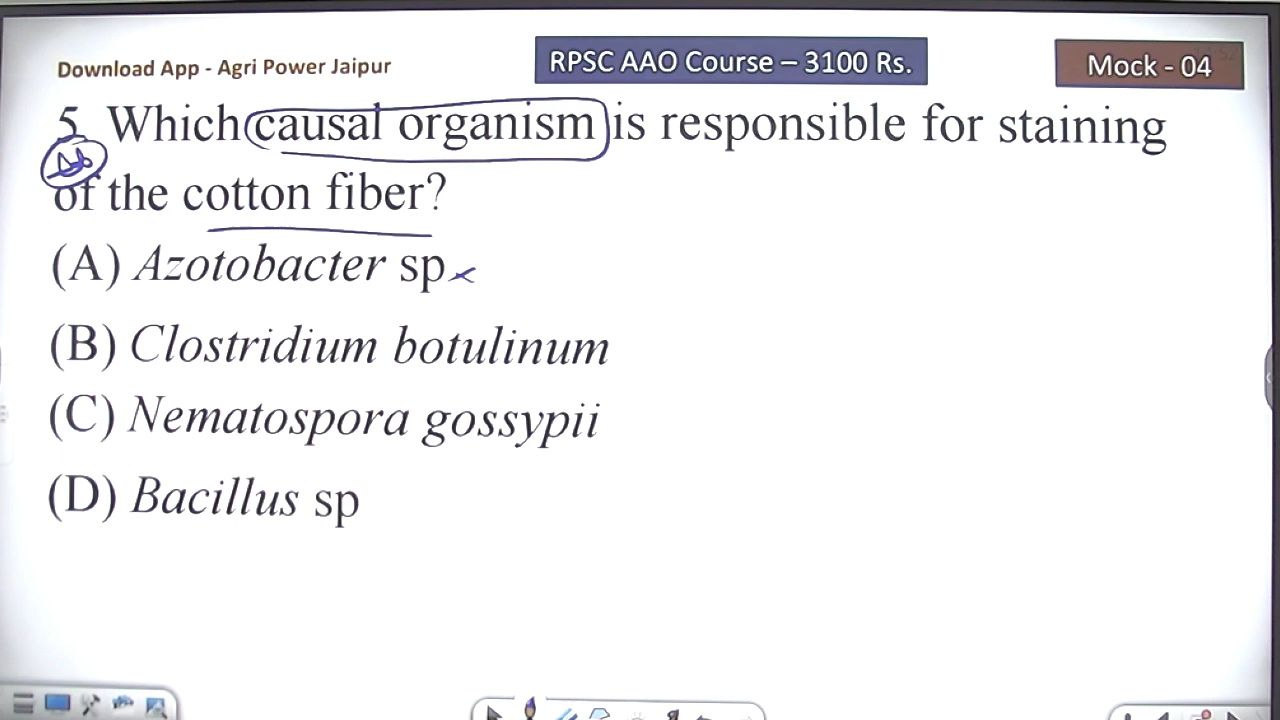 Download App - Agri Power Jaipur
RPSC AAO Course – 3100 Rs.
Mock - 04
5. Which causal organism is responsible for staining
of the cotton fiber?
(A) Azotobacter sp
(B) Clostridium botulinum
(C) Nematospora gossypii
(D) Bacillus sp